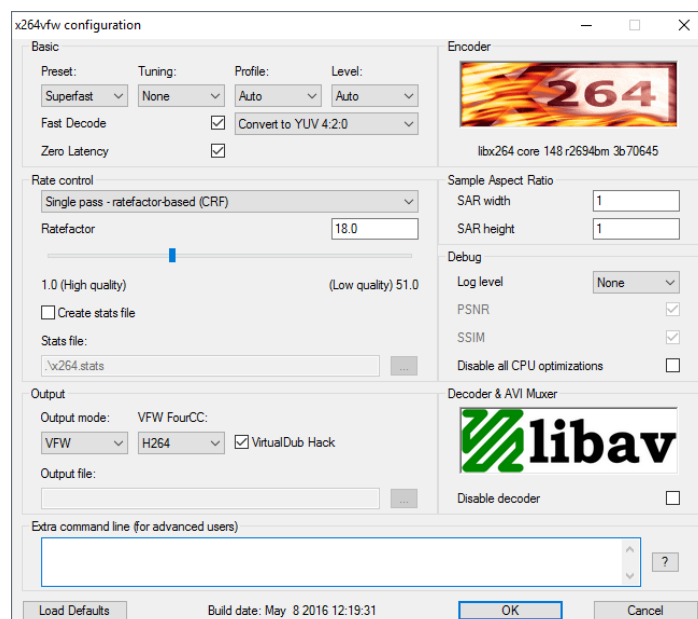 x264vfw configuration
Basic
Preset: Tuning: Profile: Level:
Superfast None Auto Auto
Fast Decode Convert to YUV 4:2:0
Zero Latency
Encoder
264
libx264 core 148 r2694bm 3b70645
Rate control
Single pass - ratefactor-based (CRF)
Ratefactor 18.0
1.0 (High quality) (Low quality) 51.0
Create stats file
Stats file:
.\x264.stats ...
Sample Aspect Ratio
SAR width 1
SAR height 1
Debug
Log level None
PSNR
SSIM
Disable all CPU optimizations
Output
Output mode: VFW FourCC:
VFW H264 VirtualDub Hack
Output file:
...
Decoder & AVI Muxer
libav
Disable decoder
Extra command line (for advanced users)
?
Load Defaults Build date: May 8 2016 12:19:31 OK Cancel